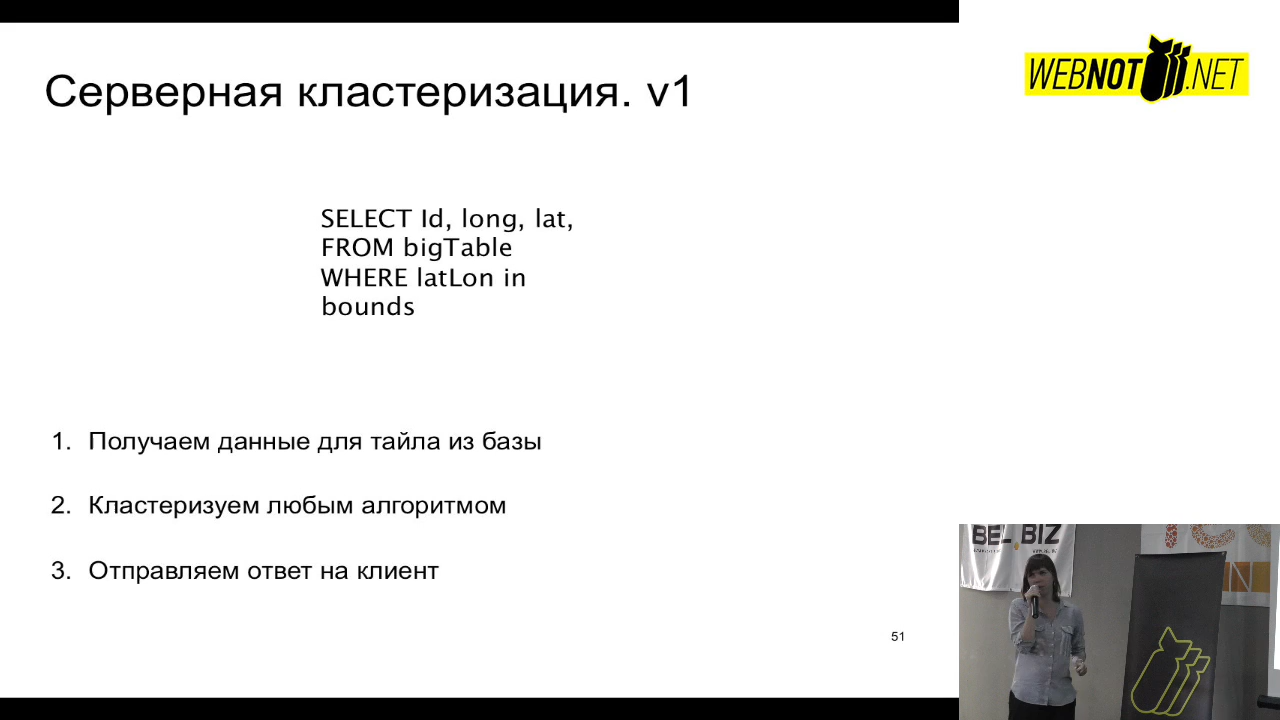 Серверная кластеризация. v1
WEBNOT.NET
SELECT Id, long, lat,
FROM bigTable
WHERE latLon in
bounds
1. Получаем данные для тайла из базы
2. Кластеризуем любым алгоритмом
3. Отправляем ответ на клиент
51
BEL.BIZ